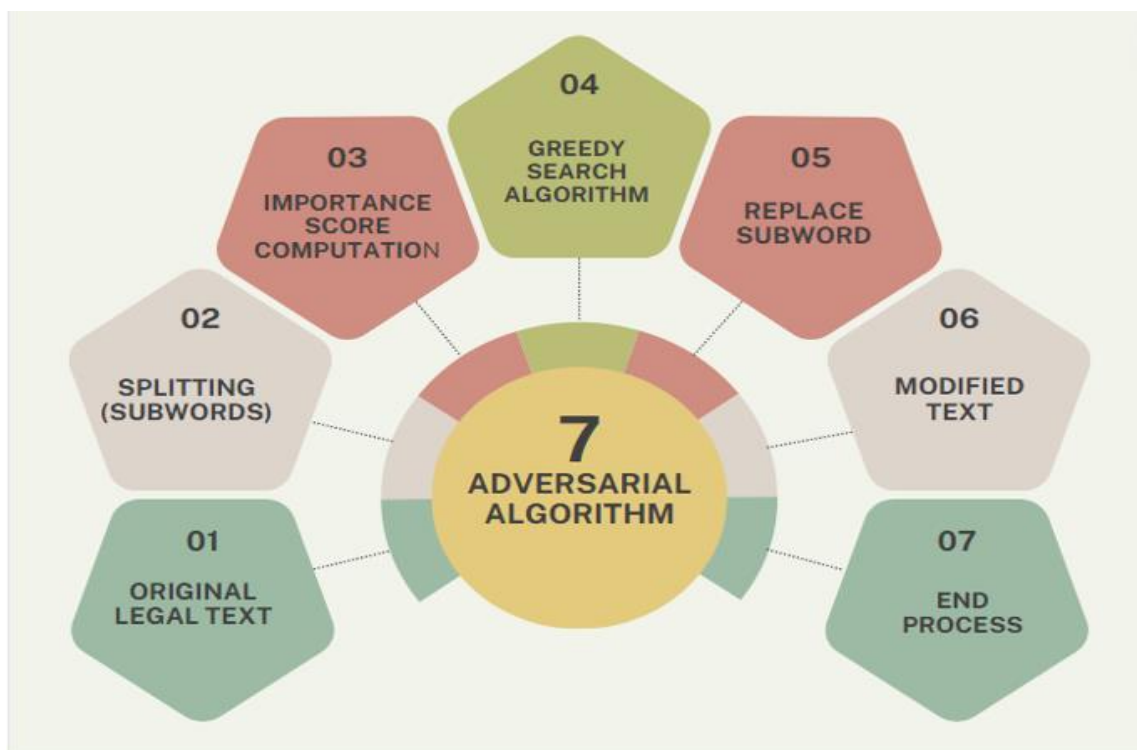 01
ORIGINAL
LEGAL TEXT
02
SPLITTING
(SUBWORDS)
03
IMPORTANCE
SCORE
COMPUTATION
04
GREEDY
SEARCH
ALGORITHM
05
REPLACE
SUBWORD
06
MODIFIED
TEXT
07
END
PROCESS
7
ADVERSARIAL
ALGORITHM